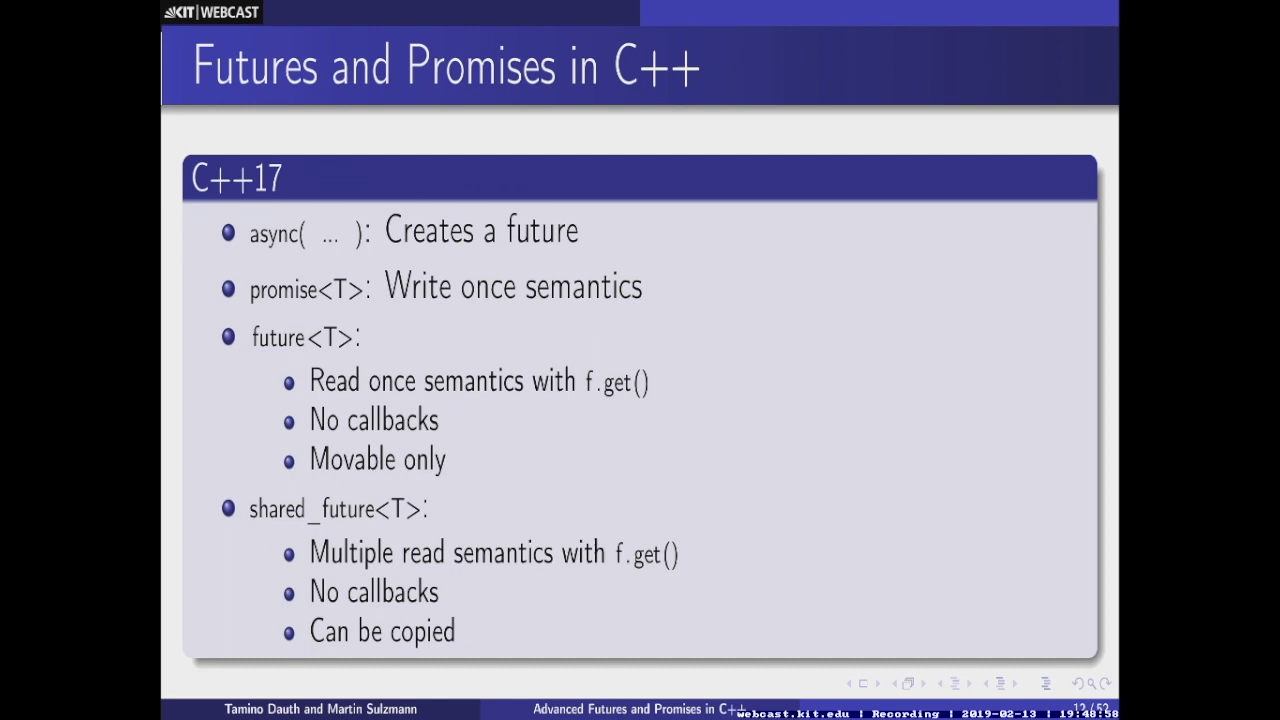 KIT | WEBCAST
Futures and Promises in C++
C++17
async( ... ): Creates a future
promise<T>: Write once semantics
future<T>:
Read once semantics with f.get()
No callbacks
Movable only
shared_future<T>:
Multiple read semantics with f.get()
No callbacks
Can be copied
Tamino Dauth and Martin Sulzmann
Advanced Futures and Promises in C++
webcast.kit.edu | Recording | 2019-02-13 | 19:48:58